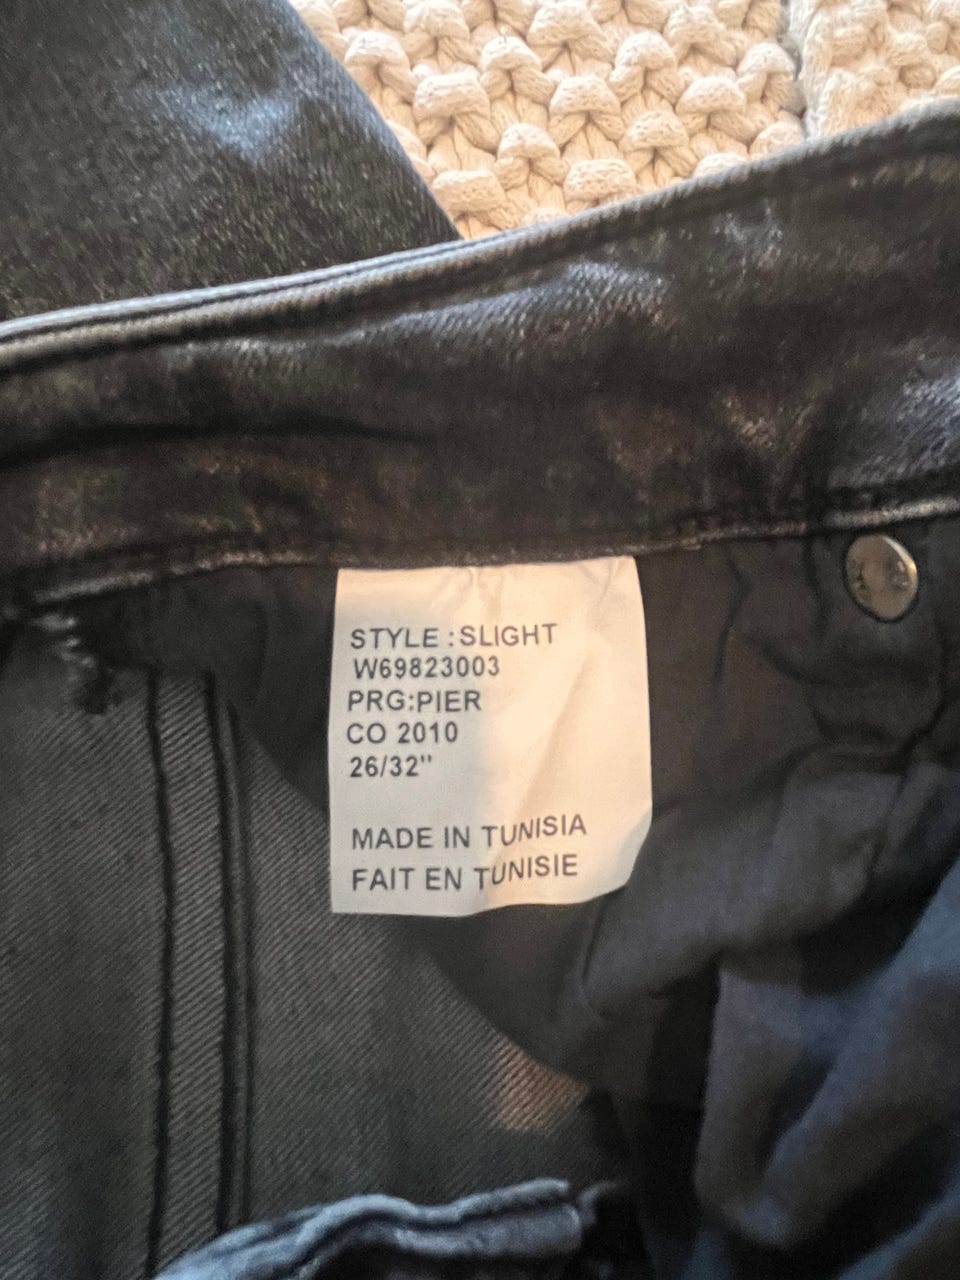 STYLE :SLIGHT
W69823003
PRG:PIER
CO 2010
26/32"
MADE IN TUNISIA
FAIT EN TUNISIE